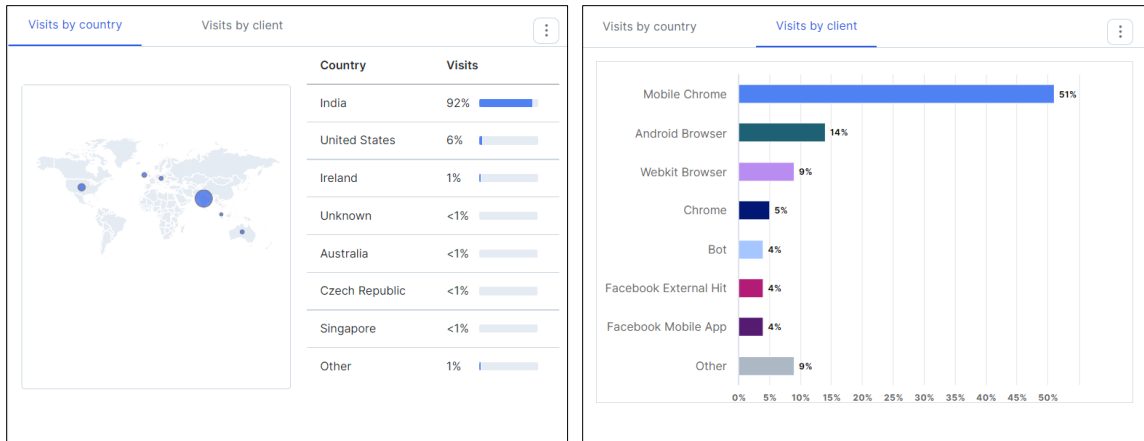 Visits by country Visits by client
Country Visits
India 92%
United States 6%
Ireland 1%
Unknown <1%
Australia <1%
Czech Republic <1%
Singapore <1%
Other 1%
Visits by country Visits by client
Mobile Chrome 51%
Android Browser 14%
Webkit Browser 9%
Chrome 5%
Bot 4%
Facebook External Hit 4%
Facebook Mobile App 4%
Other 9%
0% 5% 10% 15% 20% 25% 30% 35% 40% 45% 50%